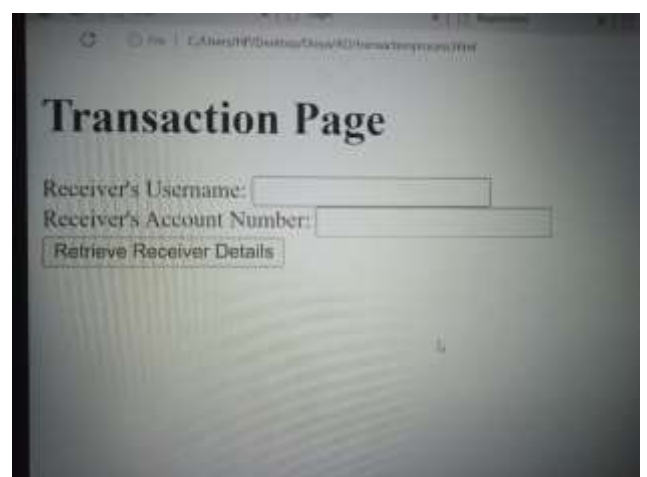 Transaction Page
Receiver's Username:
Receiver's Account Number:
Retrieve Receiver Details